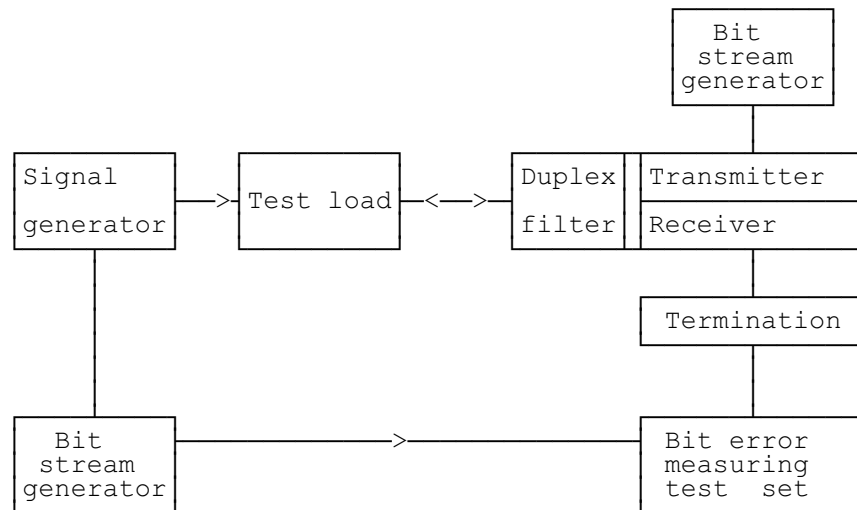 Bit
stream
generator
Signal
generator
Test load
Duplex
filter
Transmitter
Receiver
Termination
Bit
stream
generator
Bit error
measuring
test set